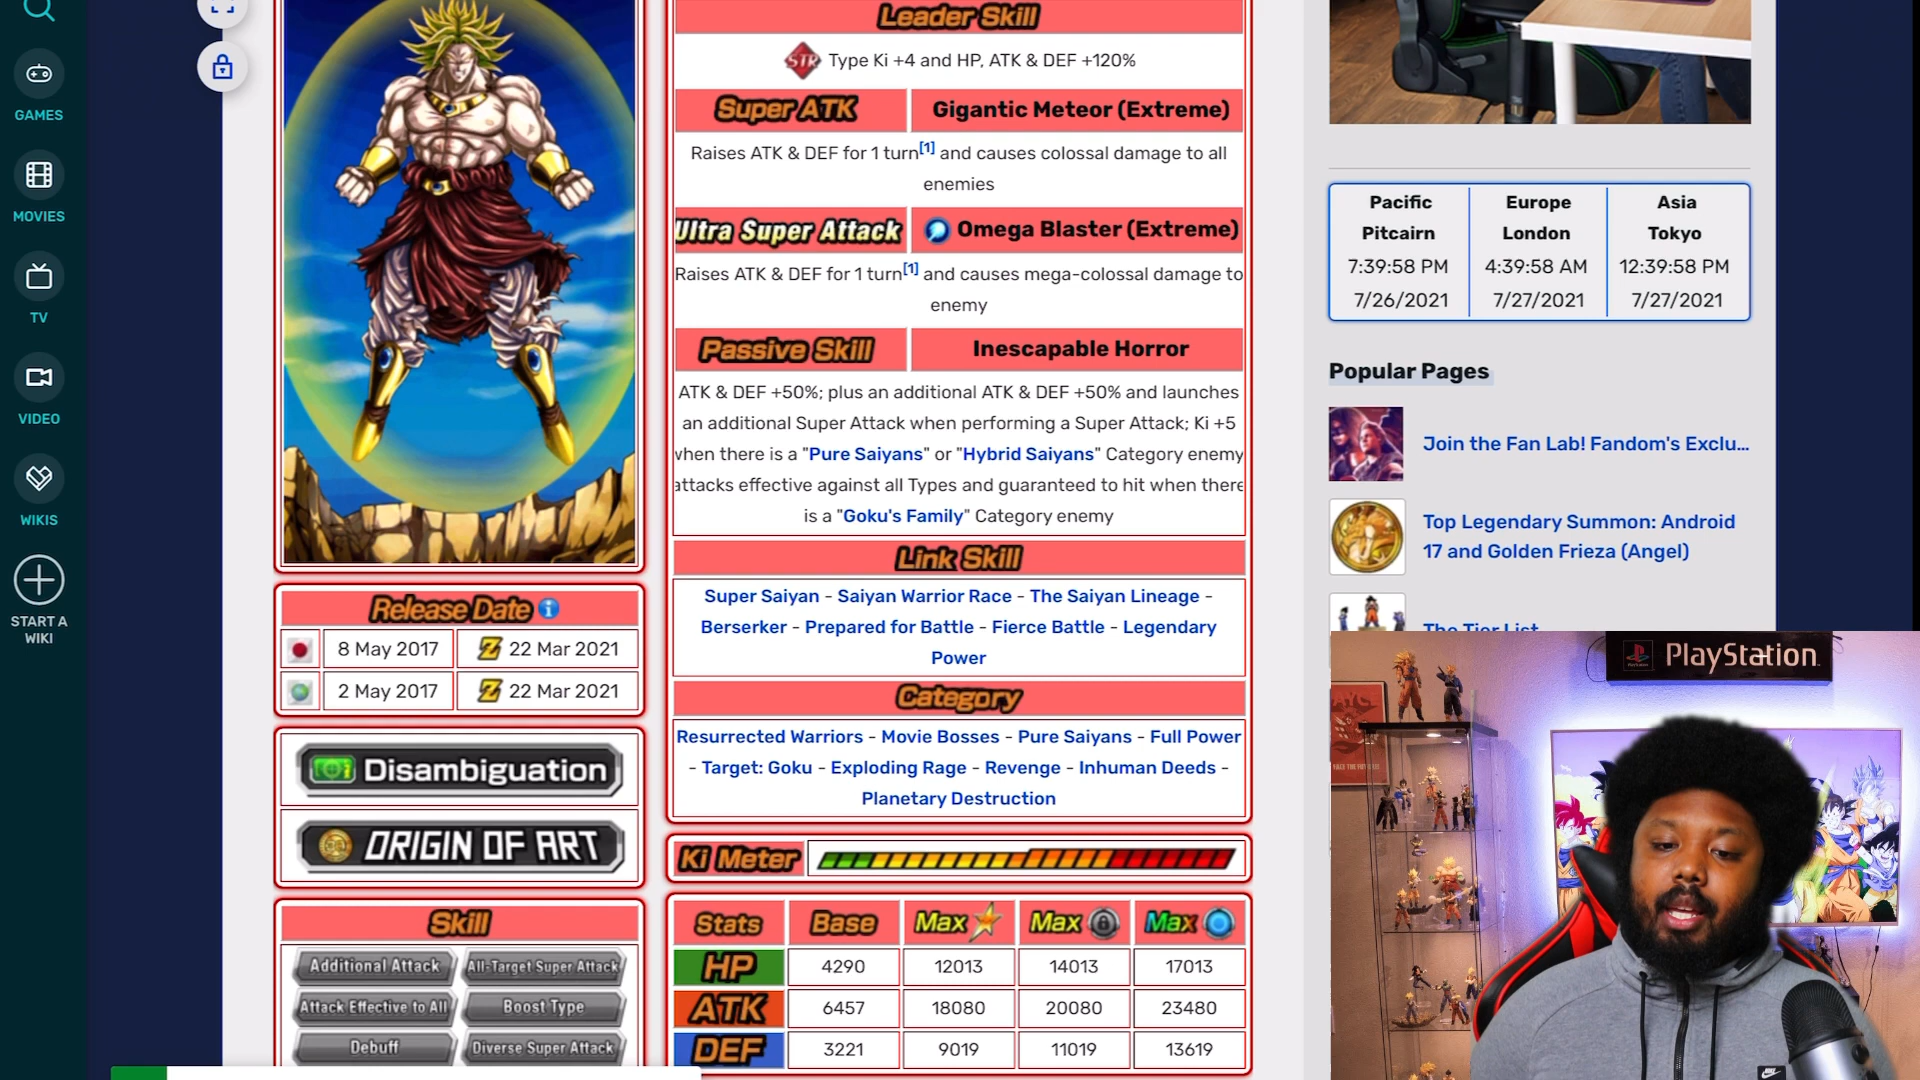 GAMES
MOVIES
TV
VIDEO
WIKIS
START A
WIKI
Release Date
8 May 2017
22 Mar 2021
2 May 2017
22 Mar 2021
Disambiguation
ORIGIN OF ART
Skill
Additional Attack
All-Target Super Attack
Attack Effective to All
Boost Type
Debuff
Diverse Super Attack
Leader Skill
STR Type Ki +4 and HP, ATK & DEF +120%
Super ATK
Gigantic Meteor (Extreme)
Raises ATK & DEF for 1 turn[1] and causes colossal damage to all
enemies
Ultra Super Attack
Omega Blaster (Extreme)
Raises ATK & DEF for 1 turn[1] and causes mega-colossal damage to
enemy
Passive Skill
Inescapable Horror
ATK & DEF +50%; plus an additional ATK & DEF +50% and launches
an additional Super Attack when performing a Super Attack; Ki +5
when there is a "Pure Saiyans" or "Hybrid Saiyans" Category enemy
attacks effective against all Types and guaranteed to hit when there
is a "Goku's Family" Category enemy
Link Skill
Super Saiyan - Saiyan Warrior Race - The Saiyan Lineage -
Berserker - Prepared for Battle - Fierce Battle - Legendary
Power
Category
Resurrected Warriors - Movie Bosses - Pure Saiyans - Full Power
- Target: Goku - Exploding Rage - Revenge - Inhuman Deeds -
Planetary Destruction
Ki Meter
Stats Base Max Max Max
HP 4290 12013 14013 17013
ATK 6457 18080 20080 23480
DEF 3221 9019 11019 13619
Pacific Europe Asia
Pitcairn London Tokyo
7:39:58 PM 4:39:58 AM 12:39:58 PM
7/26/2021 7/27/2021 7/27/2021
Popular Pages
Join the Fan Lab! Fandom's Exclu...
Top Legendary Summon: Android
17 and Golden Frieza (Angel)
The Tier List
PlayStation